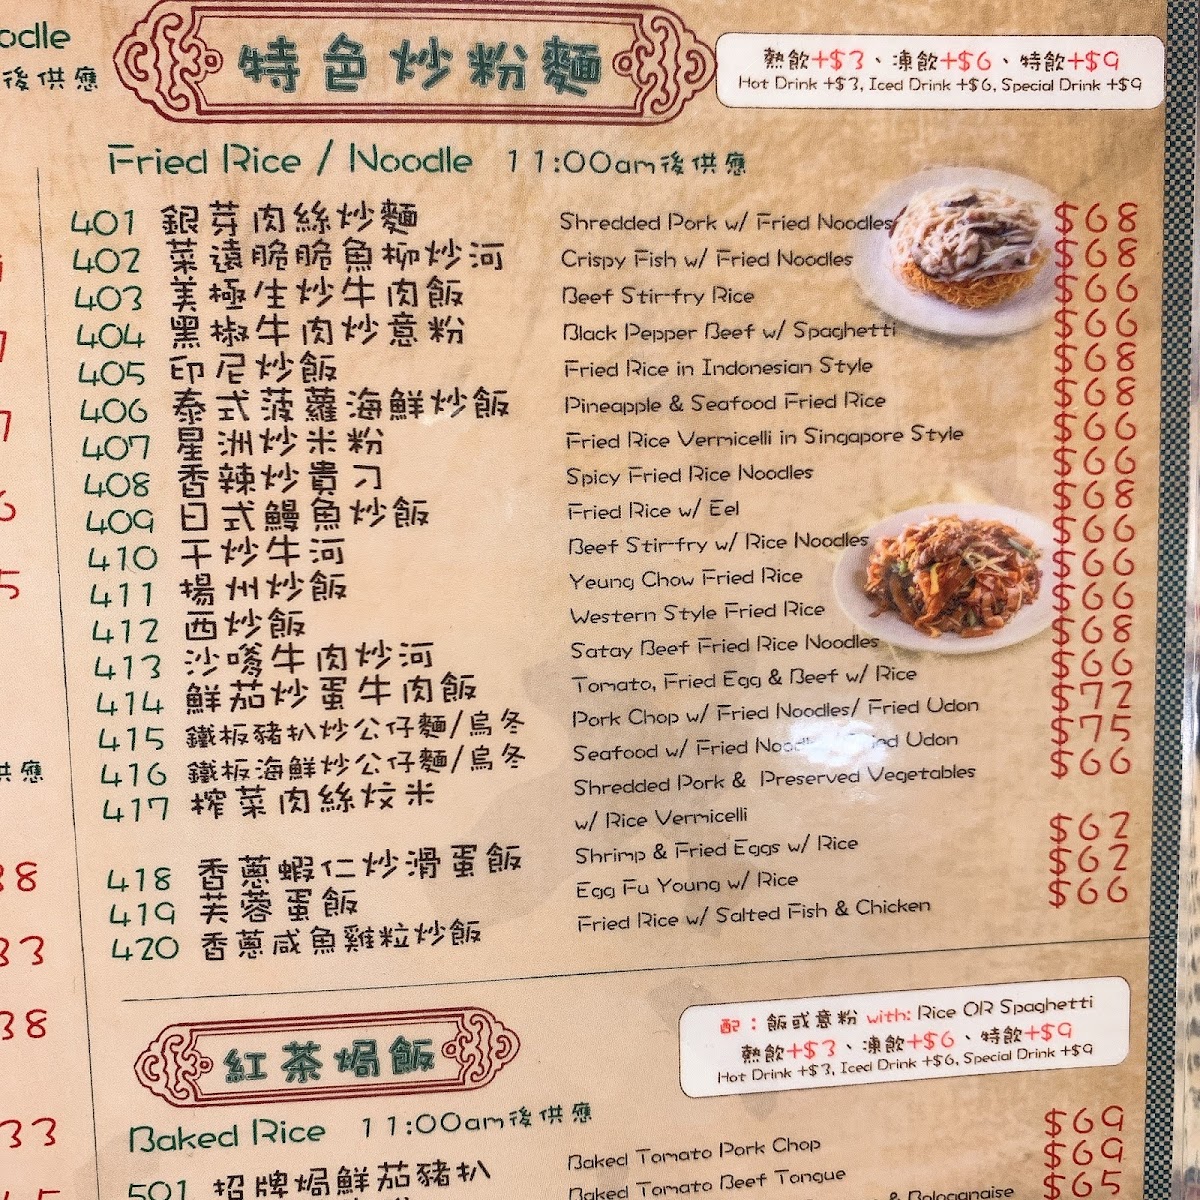 odle
後供應
特色炒粉麵
熱飲+$3、凍飲+$6、特飲+$9
Hot Drink +$3, Iced Drink +$6, Special Drink +$9
Fried Rice / Noodle 11:00am後供應
401 銀芽肉絲炒麵 Shredded Pork w/ Fried Noodles $68
402 菜遠脆脆魚柳炒河 Crispy Fish w/ Fried Noodles $68
403 美極生炒牛肉飯 Beef Stir-fry Rice $66
404 黑椒牛肉炒意粉 Black Pepper Beef w/ Spaghetti $66
405 印尼炒飯 Fried Rice in Indonesian Style $68
406 泰式菠蘿海鮮炒飯 Pineapple & Seafood Fried Rice $68
407 星洲炒米粉 Fried Rice Vermicelli in Singapore Style $66
408 香辣炒貴刁 Spicy Fried Rice Noodles $66
409 日式鰻魚炒飯 Fried Rice w/ Eel $68
410 干炒牛河 Beef Stir-fry w/ Rice Noodles $66
411 揚州炒飯 Yeung Chow Fried Rice $66
412 西炒飯 Western Style Fried Rice $66
413 沙嗲牛肉炒河 Satay Beef Fried Rice Noodles $68
414 鮮茄炒蛋牛肉飯 Tomato, Fried Egg & Beef w/ Rice $66
415 鐵板豬扒炒公仔麵/烏冬 Pork Chop w/ Fried Noodles/ Fried Udon $72
416 鐵板海鮮炒公仔麵/烏冬 Seafood w/ Fried Udon $75
417 榨菜肉絲炆米 Shredded Pork & Preserved Vegetables $66
w/ Rice Vermicelli
418 香蔥蝦仁炒滑蛋飯 Shrimp & Fried Eggs w/ Rice $62
419 芙蓉蛋飯 Egg Fu Young w/ Rice $62
420 香蔥咸魚雞粒炒飯 Fried Rice w/ Salted Fish & Chicken $66
供應
38
33
38
33
紅茶焗飯
配：飯或意粉 with: Rice OR Spaghetti
熱飲+$3、凍飲+$6、特飲+$9
Hot Drink +$3, Iced Drink +$6, Special Drink +$9
Baked Rice 11:00am後供應
501 招牌焗鮮茄豬扒 Baked Tomato Pork Chop $69
Baked Tomato Beef Tongue $69
& Bolognaise $65